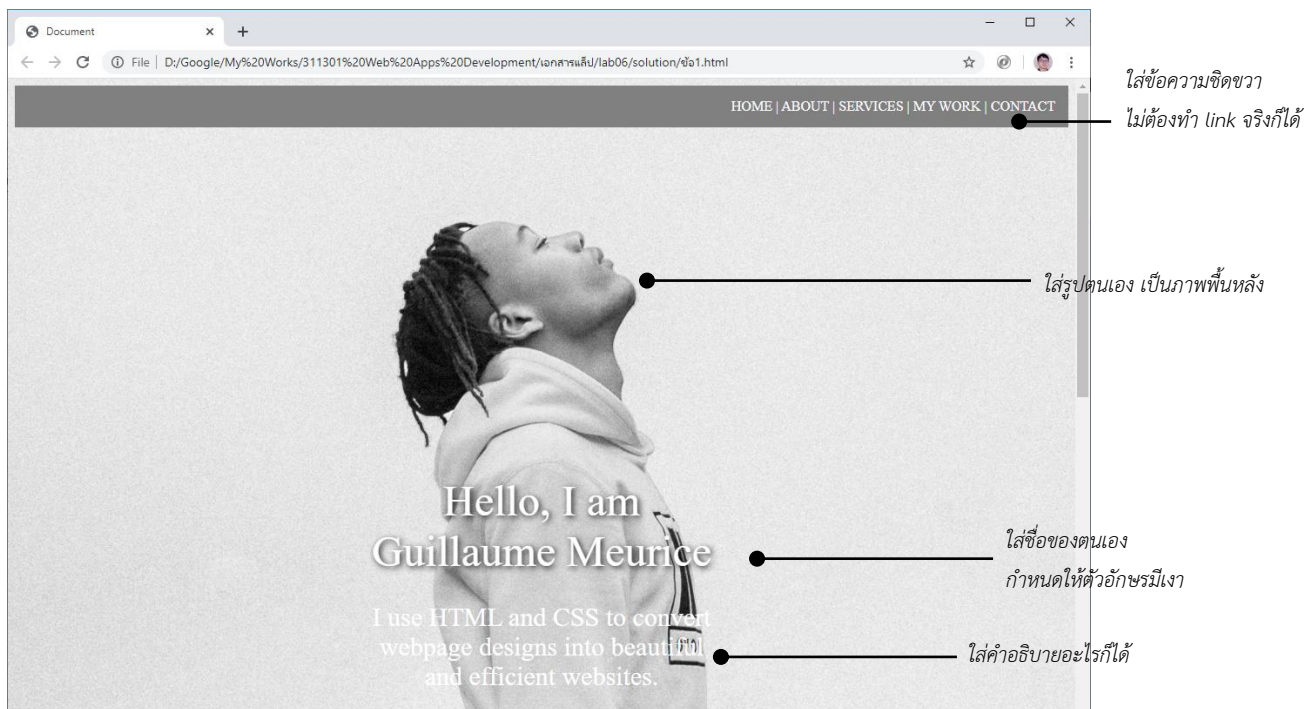 Document
File | D:/Google/My%20Works/311301%20Web%20Apps%20Development/เอกสารแล็ป/lab06/solution/ข้อ1.html
HOME | ABOUT | SERVICES | MY WORK | CONTACT
ใส่ข้อความชิดขวา
ไม่ต้องทำ link จริงก็ได้
ใส่รูปตนเอง เป็นภาพพื้นหลัง
Hello, I am
Guillaume Meurice
ใส่ชื่อของตนเอง
กำหนดให้ตัวอักษรมีเงา
I use HTML and CSS to convert
webpage designs into beautiful
and efficient websites.
ใส่คำอธิบายอะไรก็ได้